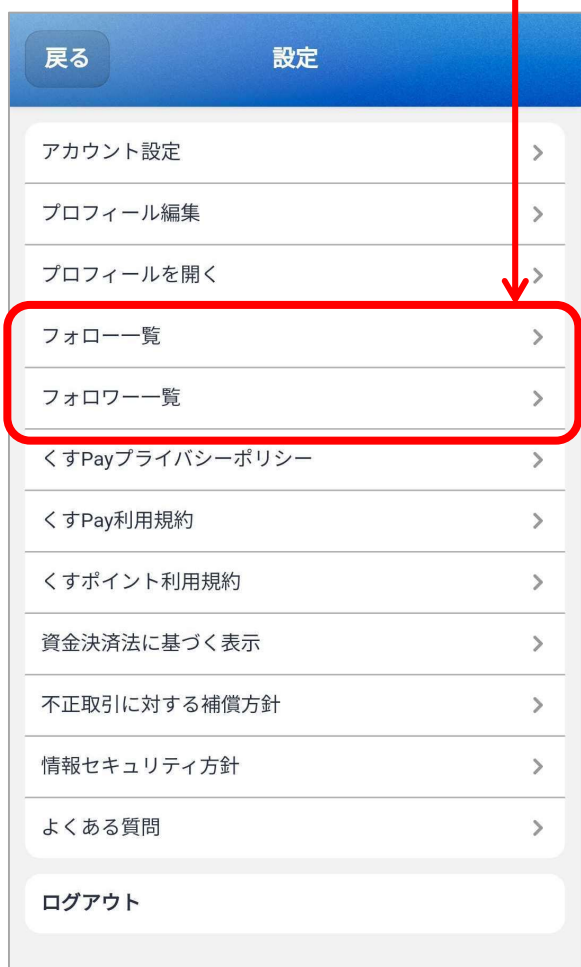 戻る
設定
アカウント設定
プロフィール編集
プロフィールを開く
フォロー一覧
フォロワー一覧
くすPayプライバシーポリシー
くすPay利用規約
くすポイント利用規約
資金決済法に基づく表示
不正取引に対する補償方針
情報セキュリティ方針
よくある質問
ログアウト